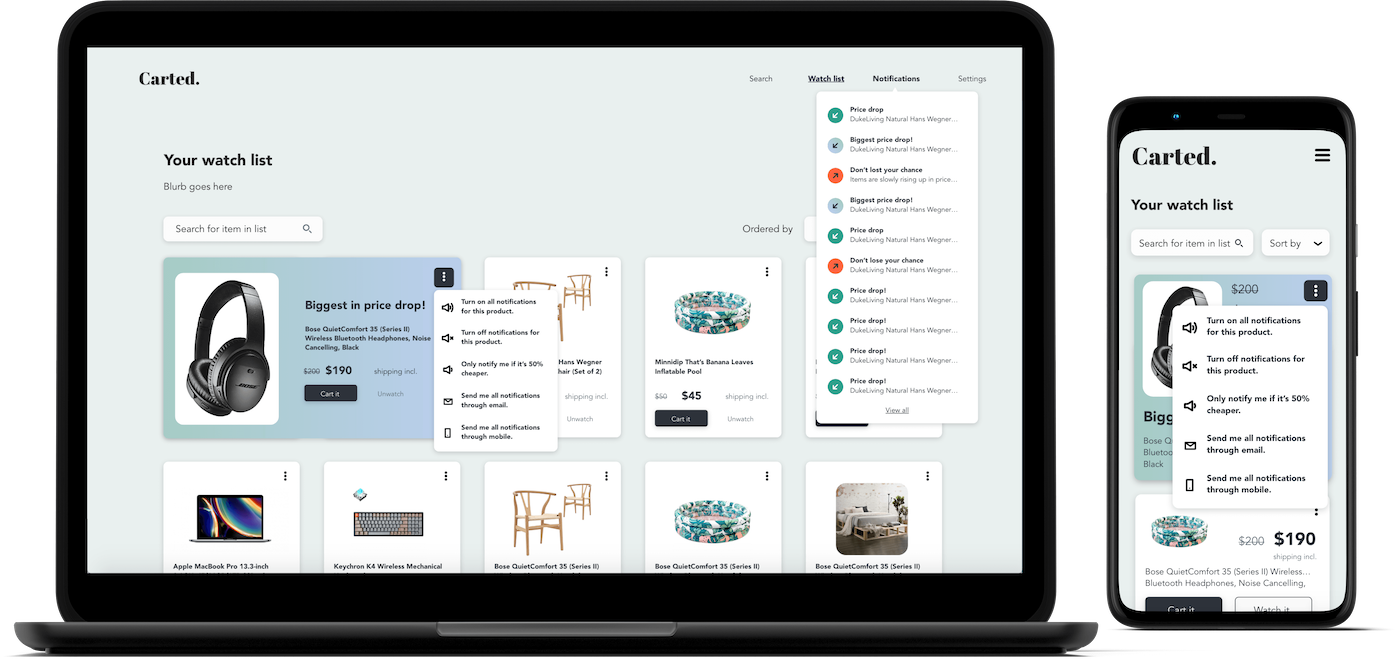 Carted.
Search
Watch list
Notifications
Settings
Price drop
DukeLiving Natural Hans Wegner...
Biggest price drop!
DukeLiving Natural Hans Wegner...
Don't lost your chance
Items are slowly rising up in price...
Biggest price drop!
DukeLiving Natural Hans Wegner...
Price drop
DukeLiving Natural Hans Wegner...
Don't lose your chance
DukeLiving Natural Hans Wegner...
Price drop!
DukeLiving Natural Hans Wegner...
Price drop!
DukeLiving Natural Hans Wegner...
Price drop!
DukeLiving Natural Hans Wegner...
Price drop!
DukeLiving Natural Hans Wegner...
View all
Your watch list
Blurb goes here
Search for item in list
Ordered by
BOSE
Biggest in price drop!
Bose QuietComfort 35 (Series II)
Wireless Bluetooth Headphones, Noise
Cancelling, Black
$200 $190 shipping incl.
Cart it
Unwatch
Turn on all notifications
for this product.
Turn off notifications for
this product.
Only notify me if it's 50%
cheaper.
Send me all notifications
through email.
Send me all notifications
through mobile.
Hans Wegner
hair (Set of 2)
shipping incl.
Unwatch
Minnidip That's Banana Leaves
Inflatable Pool
$50 $45 shipping incl.
Cart it
Unwatch
Apple MacBook Pro 13.3-inch
Keychron K4 Wireless Mechanical
Bose QuietComfort 35 (Series II)
Bose QuietComfort 35 (Series II)
Bose QuietComfort 35 (Series II)
Carted.
Your watch list
Search for item in list
Sort by
$200
Bigg
Bose Q
Bluetoo
Black
Turn on all notifications
for this product.
Turn off notifications for
this product.
Only notify me if it's 50%
cheaper.
Send me all notifications
through email.
Send me all notifications
through mobile.
$200 $190
shipping incl.
Bose QuietComfort 35 (Series II) Wireless...
Bluetooth Headphones, Noise Cancelling,
Cart it
Watch it